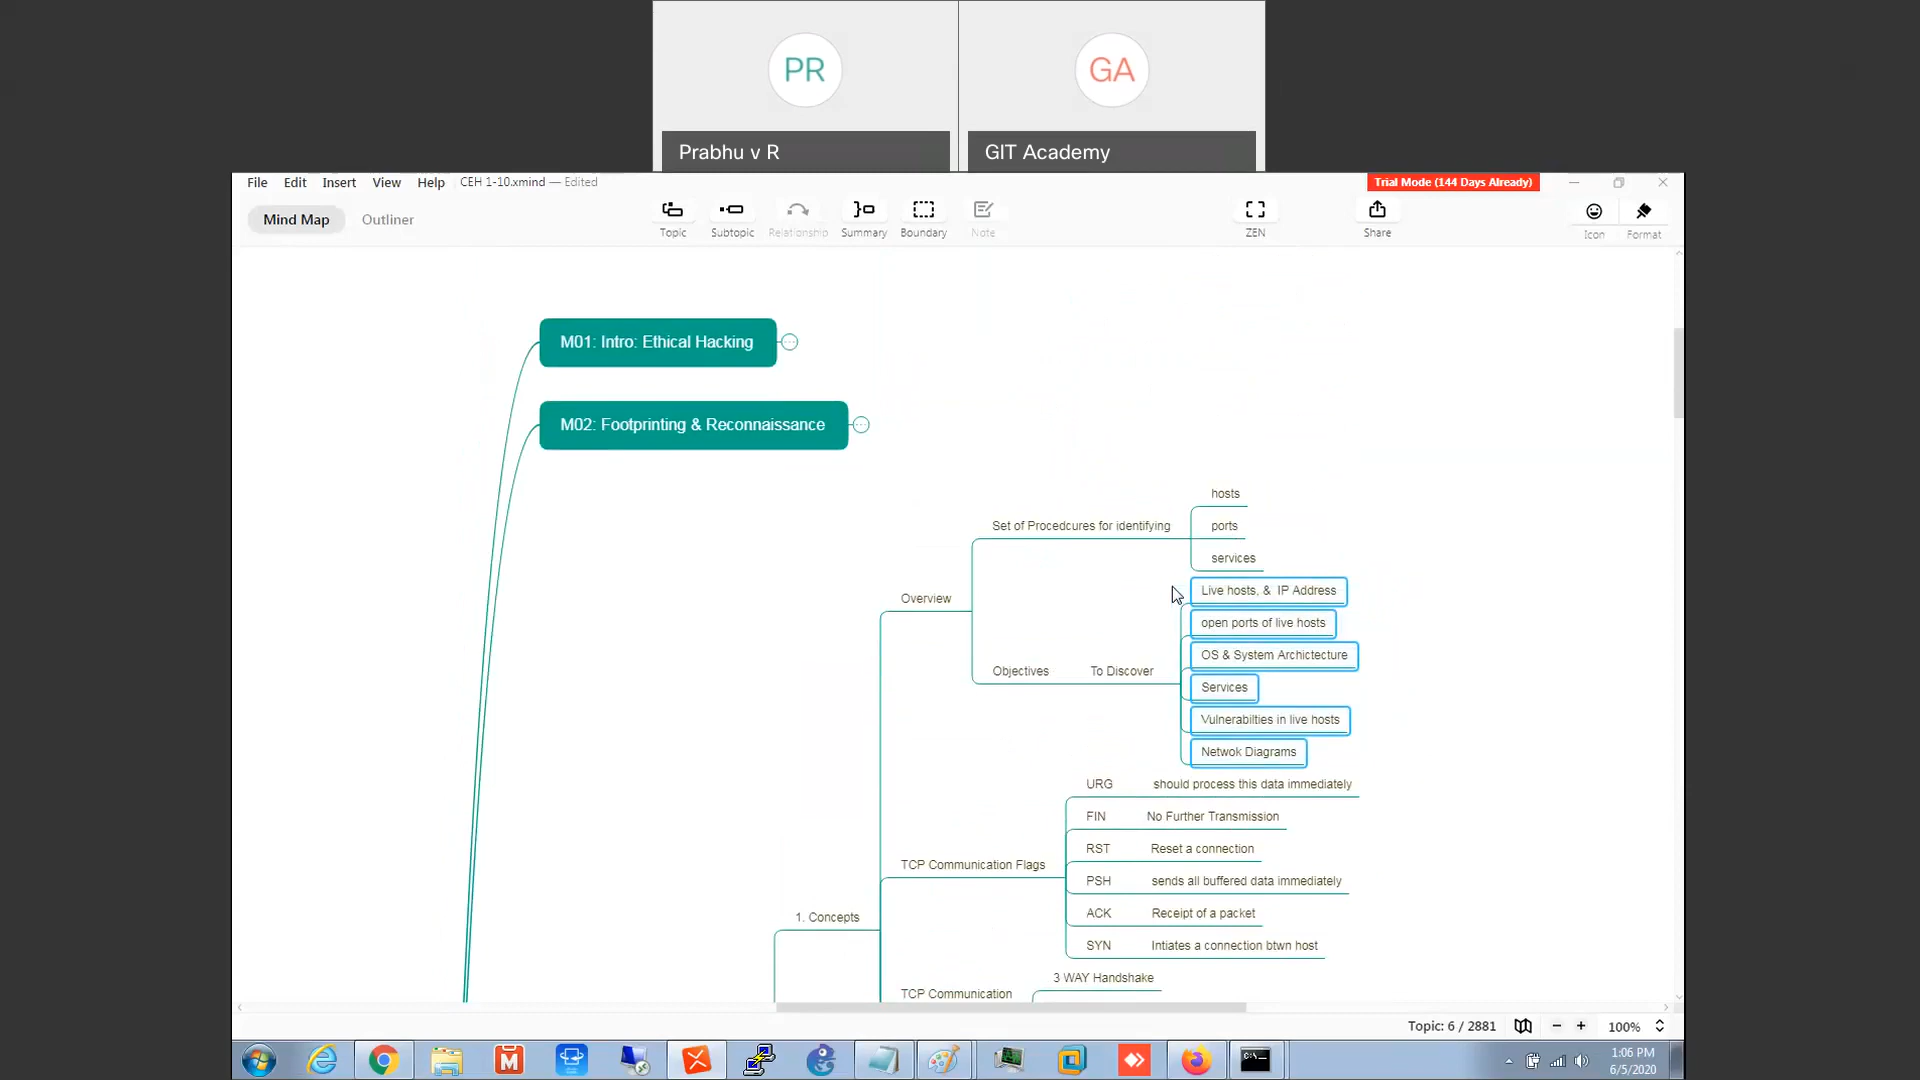 PR
GA
Prabhu v R
GIT Academy
File Edit Insert View Help CEH 1-10.xmind — Edited
Trial Mode (144 Days Already)
Mind Map Outliner
Topic Subtopic Relationship Summary Boundary Note ZEN Share Icon Format
M01: Intro: Ethical Hacking
M02: Footprinting & Reconnaissance
hosts
Set of Procedcures for identifying
ports
services
Live hosts, & IP Address
Overview
open ports of live hosts
OS & System Archictecture
Objectives To Discover
Services
Vulnerabilties in live hosts
Netwok Diagrams
URG should process this data immediately
FIN No Further Transmission
RST Reset a connection
TCP Communication Flags
PSH sends all buffered data immediately
ACK Receipt of a packet
1. Concepts
SYN Intiates a connection btwn host
3 WAY Handshake
TCP Communication
Topic: 6 / 2881 100%
1:06 PM
6/5/2020